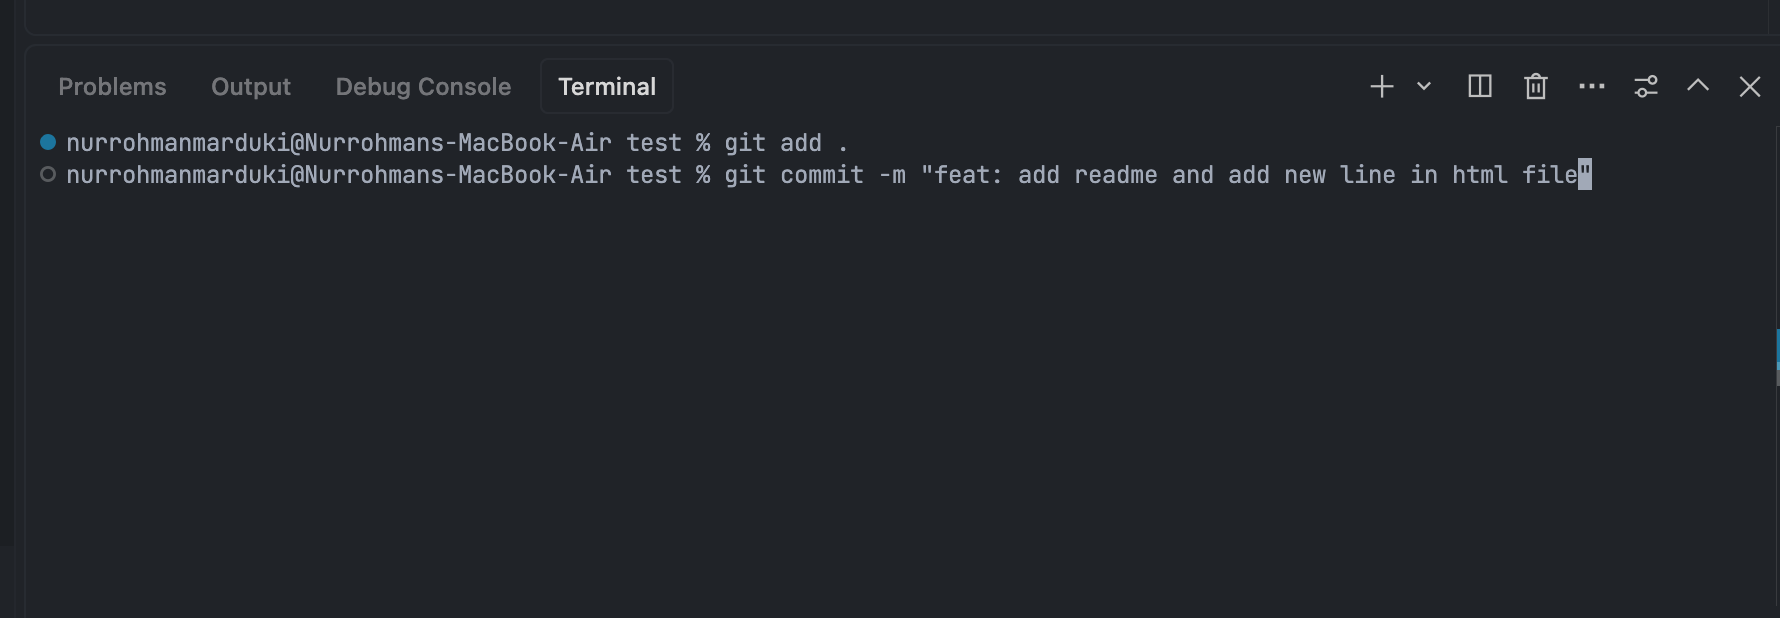 Problems Output Debug Console Terminal
nurrohmanmarduki@Nurrohmans-MacBook-Air test % git add .
nurrohmanmarduki@Nurrohmans-MacBook-Air test % git commit -m "feat: add readme and add new line in html file"